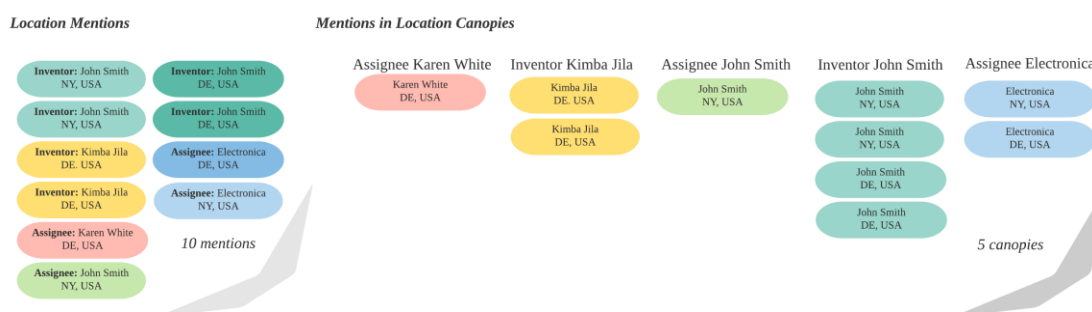 Location Mentions
Inventor: John Smith
NY, USA
Inventor: John Smith
NY, USA
Inventor: Kimba Jila
DE. USA
Inventor: Kimba Jila
DE, USA
Assignee: Karen White
DE, USA
Assignee: John Smith
NY, USA
Inventor: John Smith
DE, USA
Inventor: John Smith
DE, USA
Assignee: Electronica
DE, USA
Assignee: Electronica
NY, USA
10 mentions
Mentions in Location Canopies
Assignee Karen White
Karen White
DE, USA
Inventor Kimba Jila
Kimba Jila
DE. USA
Kimba Jila
DE, USA
Assignee John Smith
John Smith
NY, USA
Inventor John Smith
John Smith
NY, USA
John Smith
NY, USA
John Smith
DE, USA
John Smith
DE, USA
Assignee Electronica
Electronica
NY, USA
Electronica
DE, USA
5 canopies